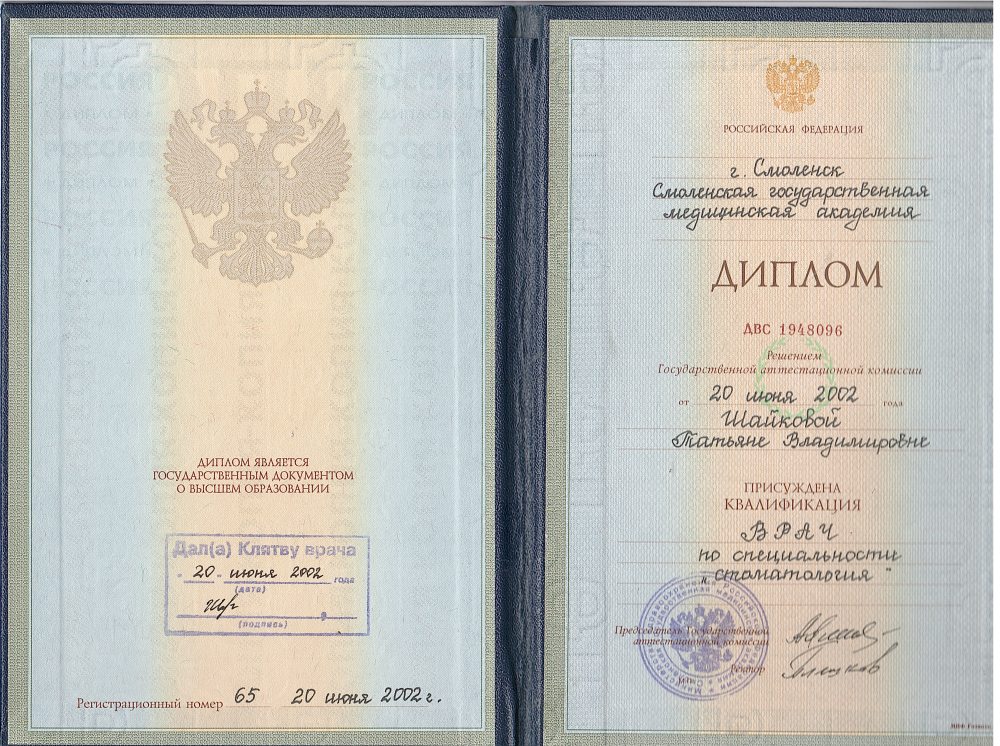 ДИПЛОМ ЯВЛЯЕТСЯ
ГОСУДАРСТВЕННЫМ ДОКУМЕНТОМ
О ВЫСШЕМ ОБРАЗОВАНИИ
Дал(а) Клятву врача
„ 20 „ июня 2002 года
(дата)
(подпись)
Регистрационный номер 65 20 июня 2002 г.
РОССИЙСКАЯ ФЕДЕРАЦИЯ
г. Смоленск
Смоленская государственная
медицинская академия
ДИПЛОМ
ДВС 1948096
Решением
Государственной аттестационной комиссии
от 20 июня 2002 года
Шайковой
Татьяне Владимировне
ПРИСУЖДЕНА
КВАЛИФИКАЦИЯ
ВРАЧ
по специальности
„стоматология"
Председатель Государственной
аттестационной комиссии
Ректор